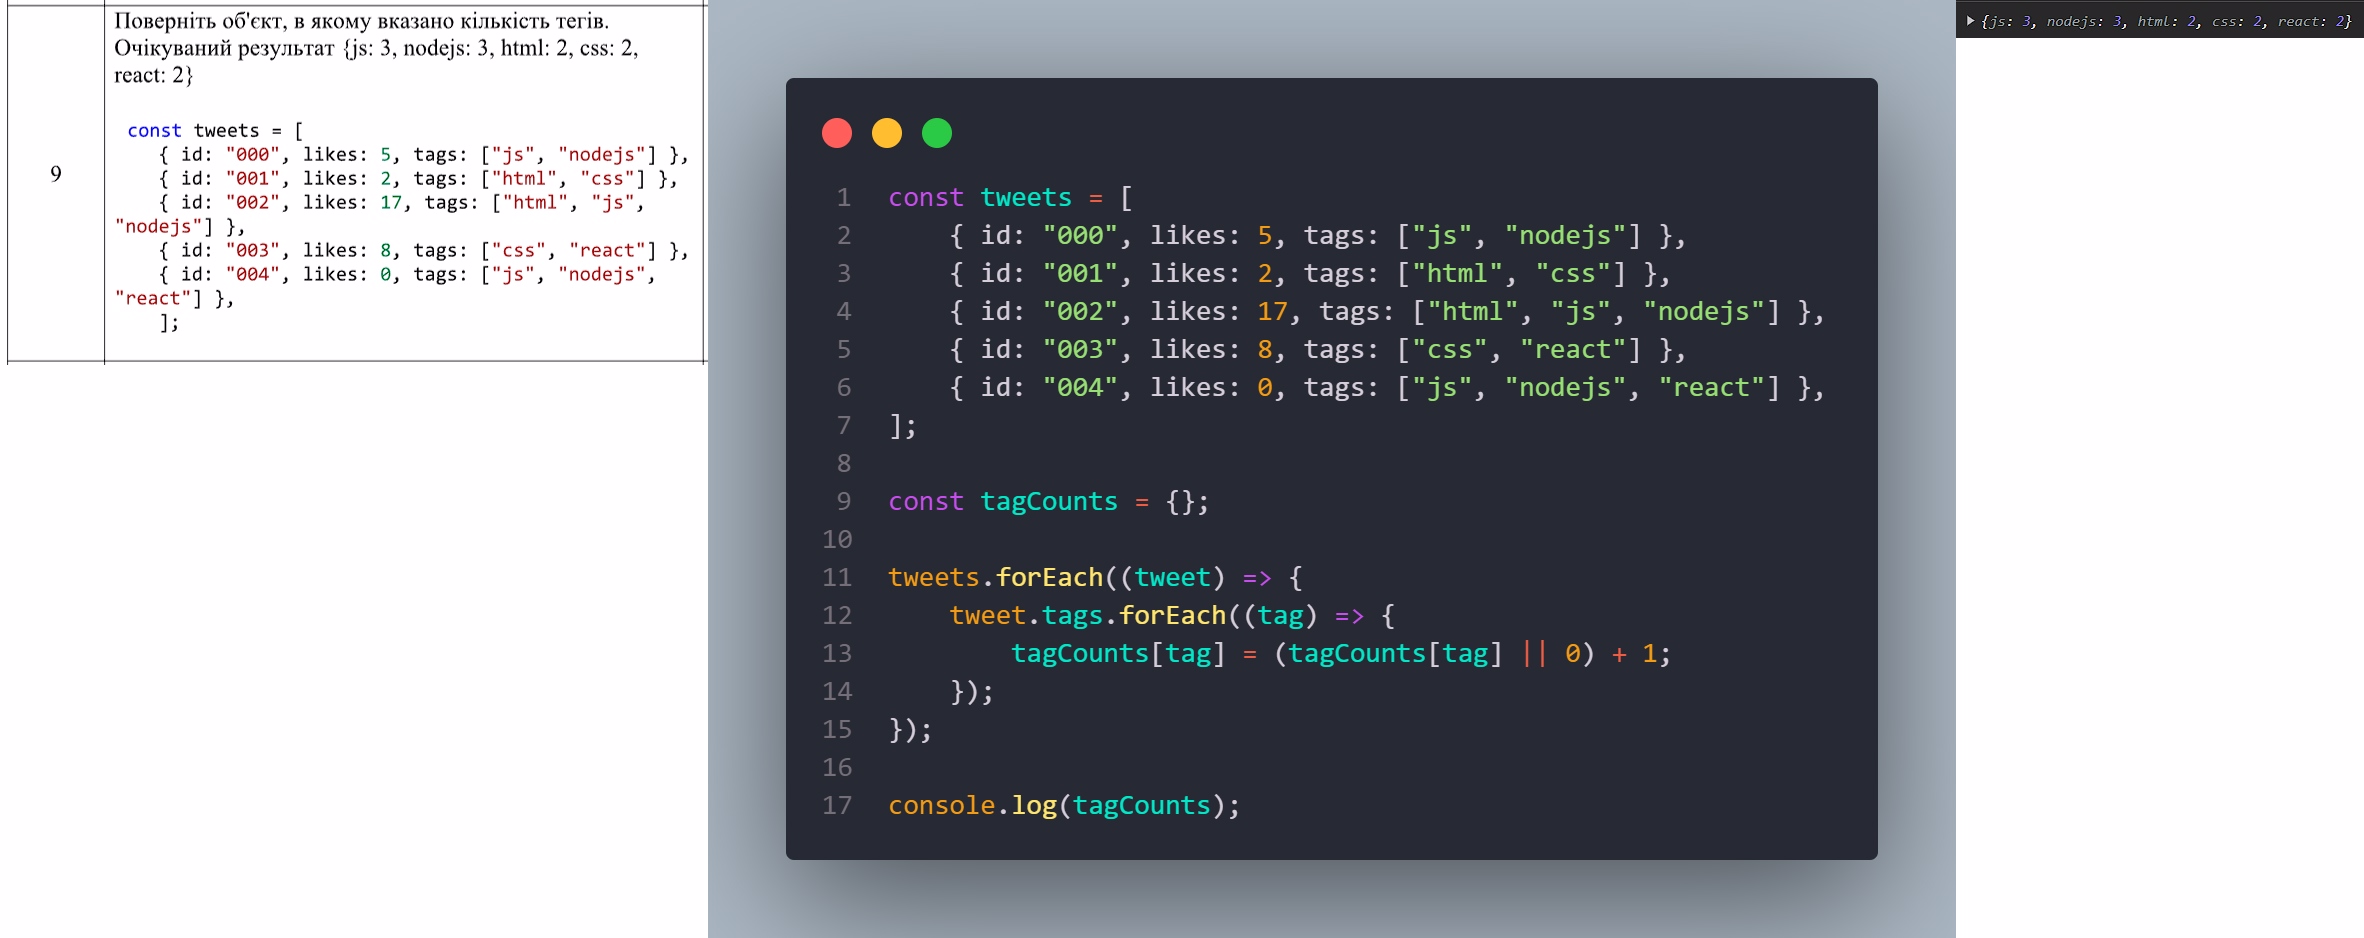 Поверніть об'єкт, в якому вказано кількість тегів.
Очікуваний результат {js: 3, nodejs: 3, html: 2, css: 2,
react: 2}
9
const tweets = [
{ id: "000", likes: 5, tags: ["js", "nodejs"] },
{ id: "001", likes: 2, tags: ["html", "css"] },
{ id: "002", likes: 17, tags: ["html", "js",
"nodejs"] },
{ id: "003", likes: 8, tags: ["css", "react"] },
{ id: "004", likes: 0, tags: ["js", "nodejs",
"react"] },
];
1 const tweets = [
2 { id: "000", likes: 5, tags: ["js", "nodejs"] },
3 { id: "001", likes: 2, tags: ["html", "css"] },
4 { id: "002", likes: 17, tags: ["html", "js", "nodejs"] },
5 { id: "003", likes: 8, tags: ["css", "react"] },
6 { id: "004", likes: 0, tags: ["js", "nodejs", "react"] },
7 ];
8
9 const tagCounts = {};
10
11 tweets.forEach((tweet) => {
12 tweet.tags.forEach((tag) => {
13 tagCounts[tag] = (tagCounts[tag] || 0) + 1;
14 });
15 });
16
17 console.log(tagCounts);
{js: 3, nodejs: 3, html: 2, css: 2, react: 2}